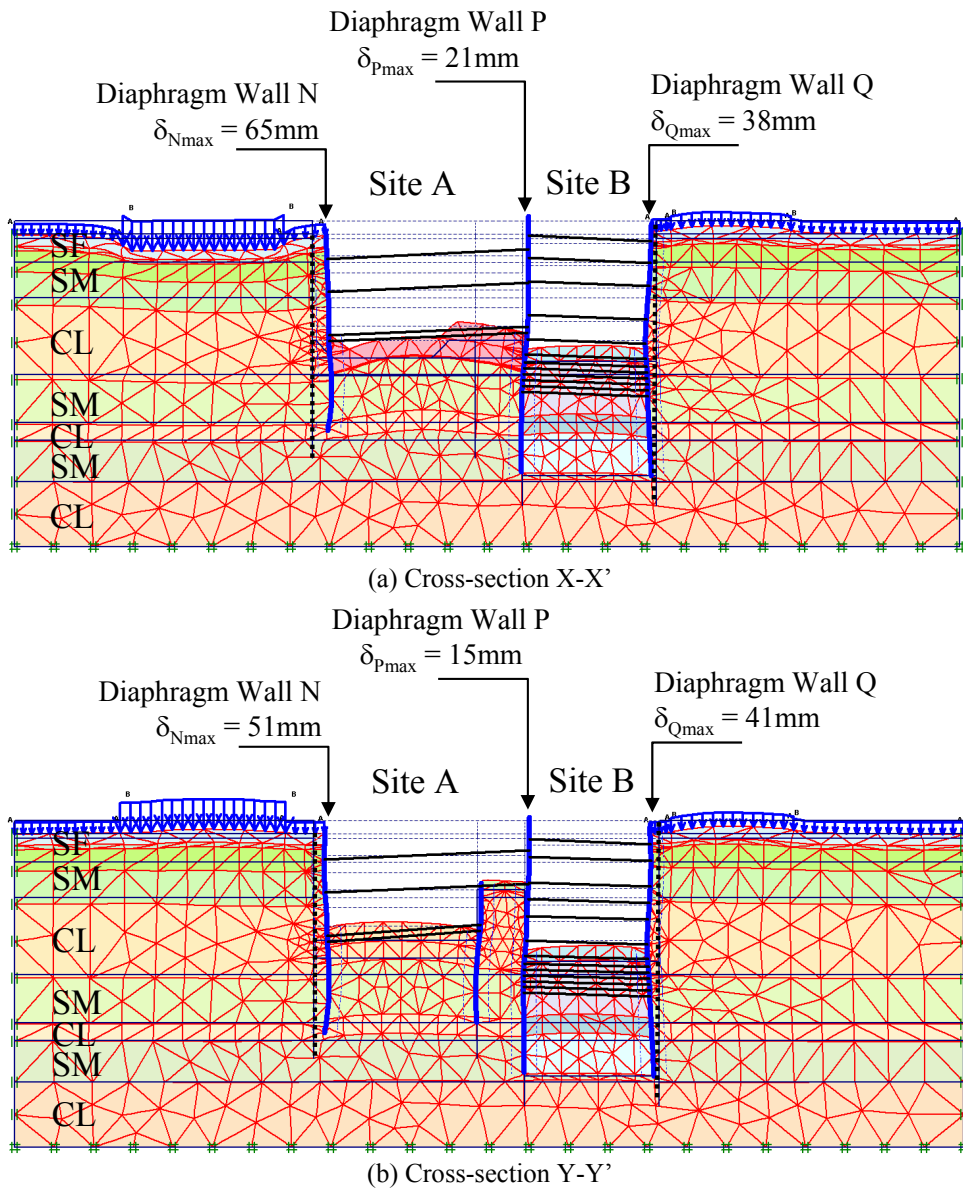 Diaphragm Wall P
δPmax = 21mm
Diaphragm Wall N
δNmax = 65mm
Diaphragm Wall Q
δQmax = 38mm
Site A
Site B
B
B
A
A
A
B
A
SF
SM
CL
SM
CL
SM
CL
(a) Cross-section X-X’
Diaphragm Wall P
δPmax = 15mm
Diaphragm Wall N
δNmax = 51mm
Diaphragm Wall Q
δQmax = 41mm
Site A
Site B
B
B
A
A
A
A
B
A
SF
SM
CL
SM
CL
SM
CL
(b) Cross-section Y-Y’